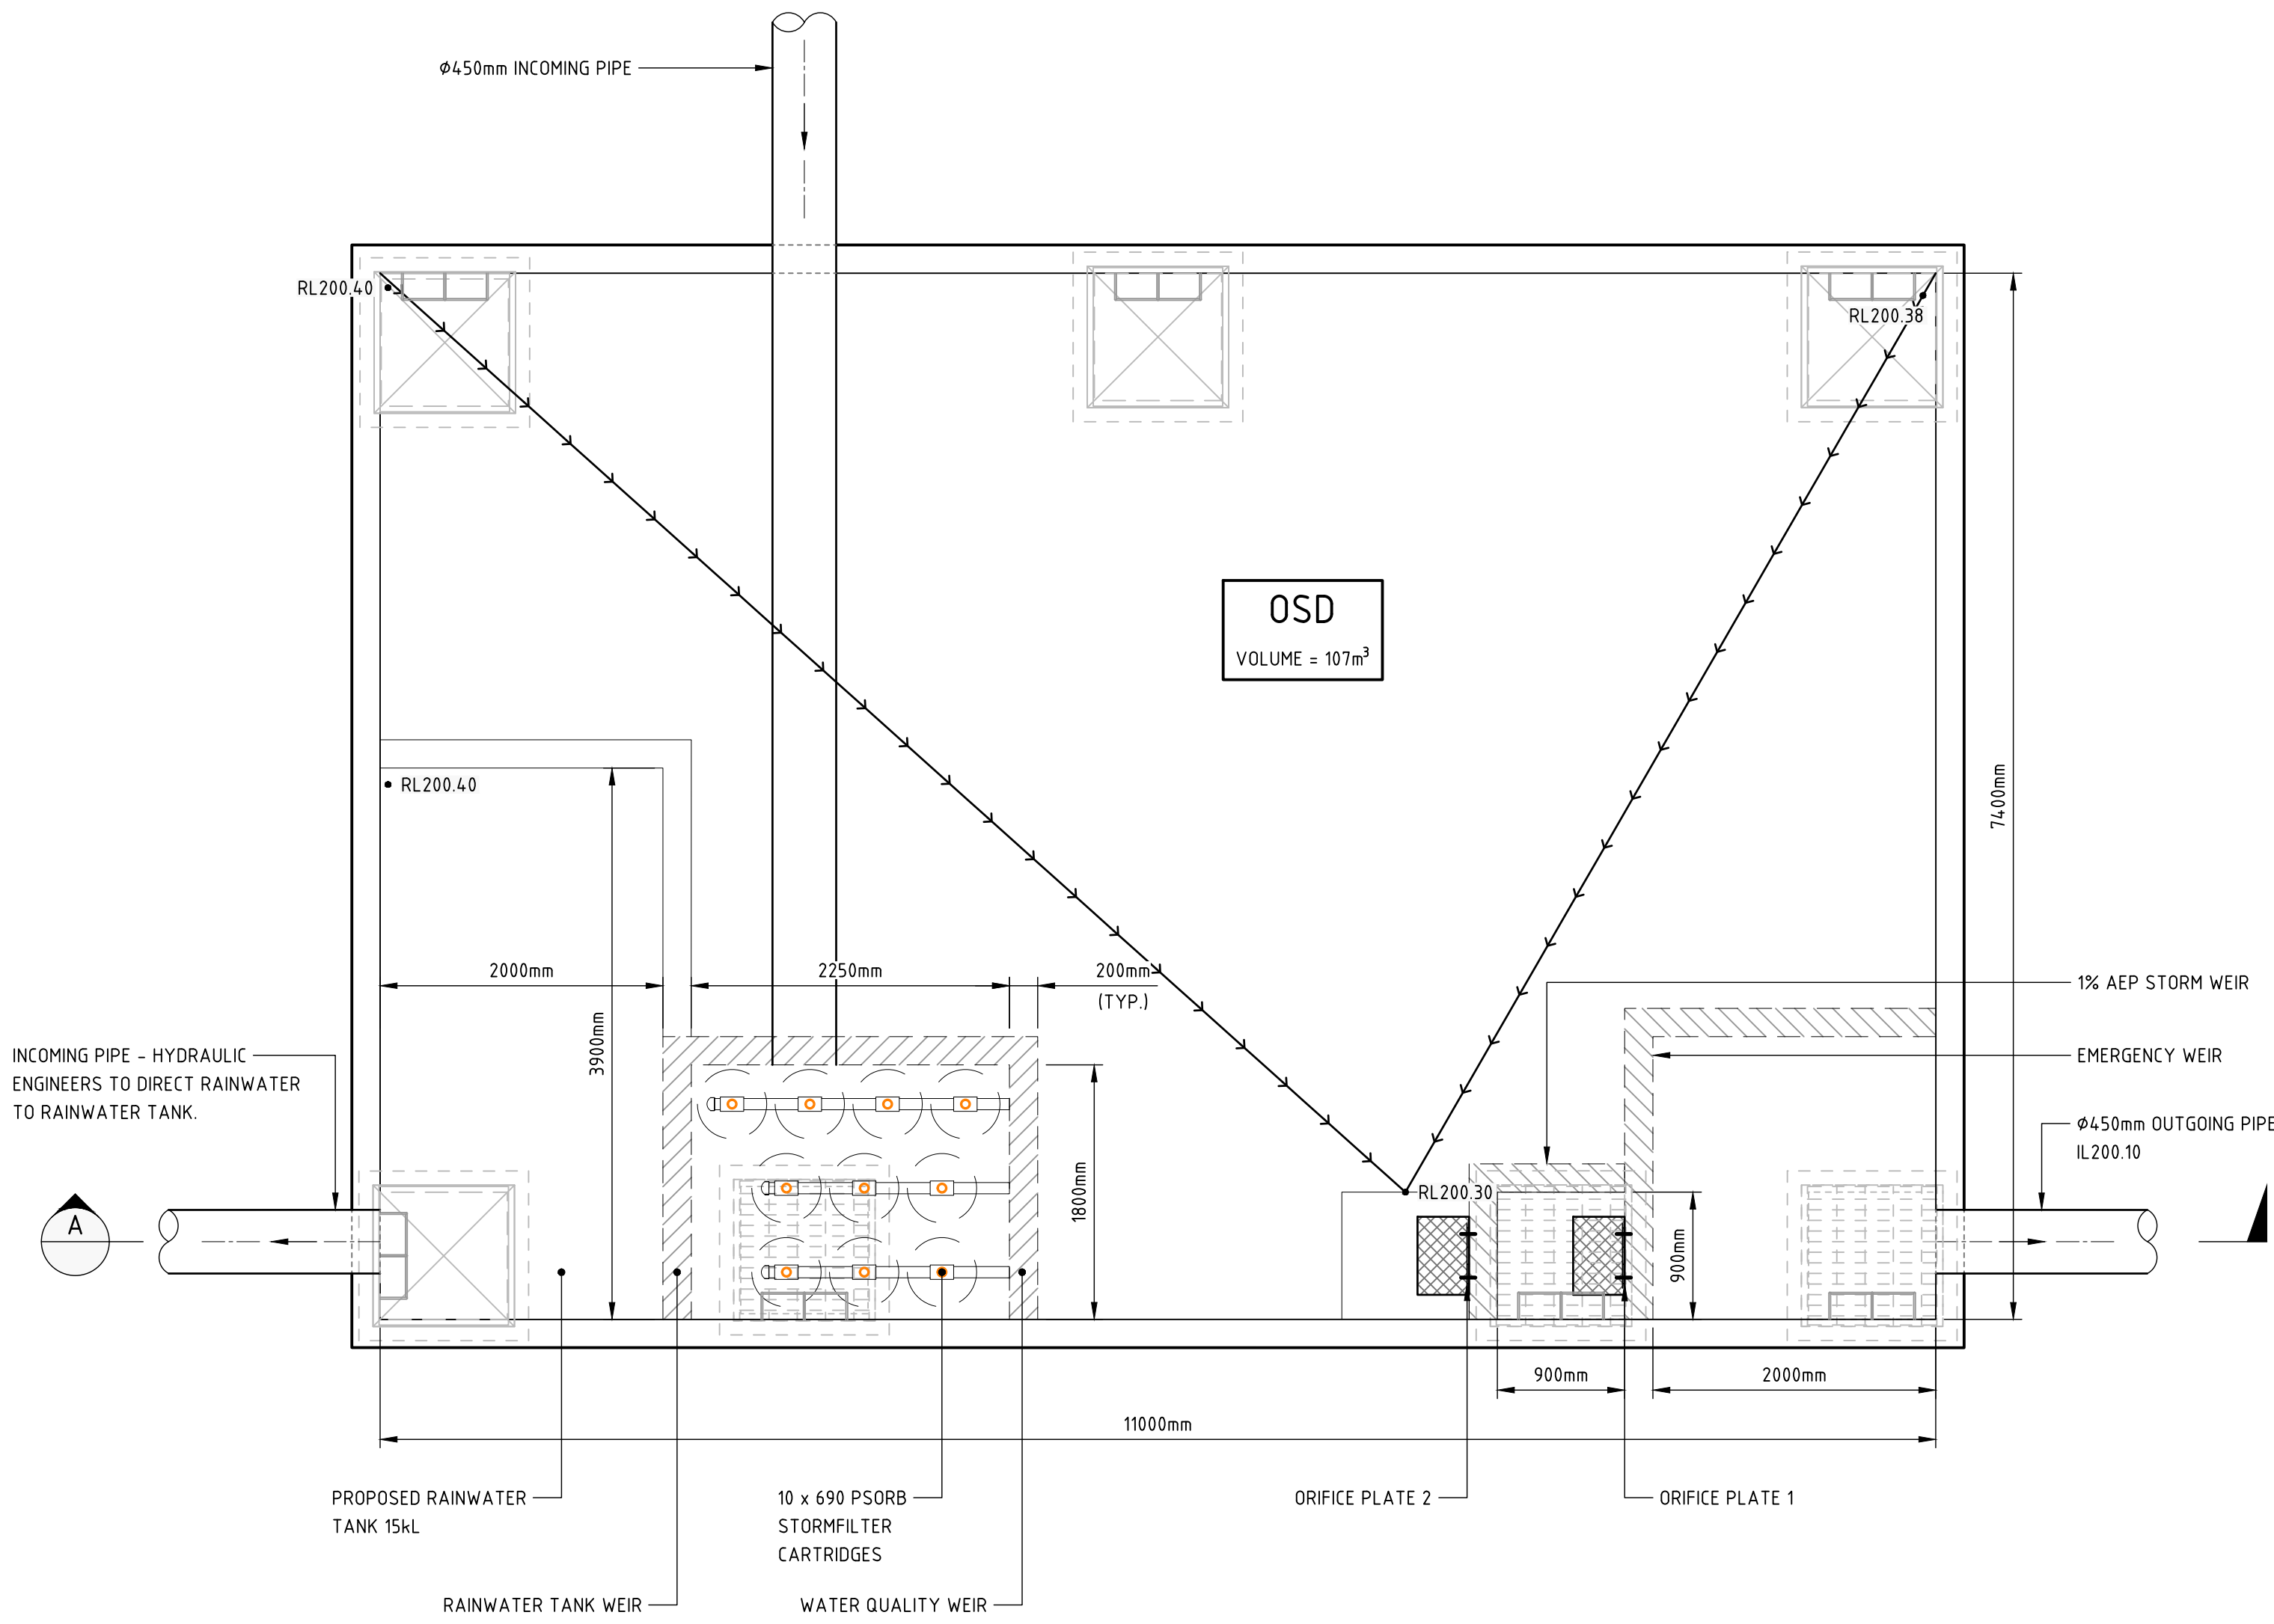 Ø450mm INCOMING PIPE
RL200.40
RL200.38
OSD
VOLUME = 107m³
RL200.40
7400mm
2000mm
2250mm
200mm
(TYP.)
3900mm
1% AEP STORM WEIR
INCOMING PIPE - HYDRAULIC
ENGINEERS TO DIRECT RAINWATER
TO RAINWATER TANK.
EMERGENCY WEIR
Ø450mm OUTGOING PIPE
IL200.10
1800mm
RL200.30
A
900mm
900mm
2000mm
11000mm
PROPOSED RAINWATER
TANK 15kL
10 x 690 PSORB
STORMFILTER
CARTRIDGES
ORIFICE PLATE 2
ORIFICE PLATE 1
RAINWATER TANK WEIR
WATER QUALITY WEIR